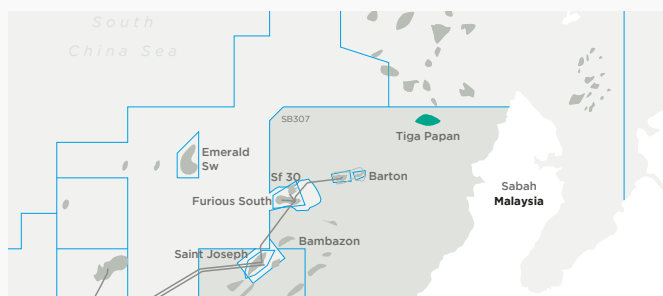 South
China Sea
SB307
Tiga Papan
Emerald
Sw
Sf 30
Barton
Furious South
Sabah
Malaysia
Saint Joseph
Bambazon